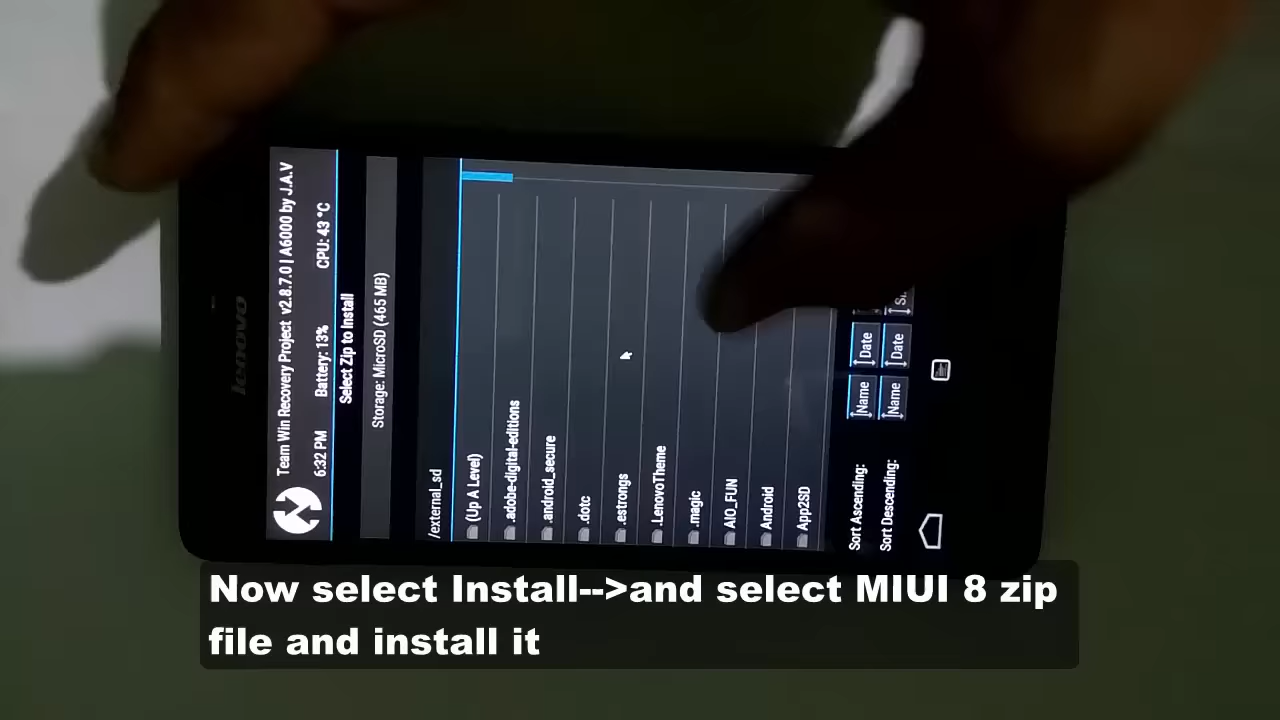 lenovo
Team Win Recovery Project v2.8.7.0 | A6000 by J.A.V
6:32 PM Battery: 13% CPU: 43 °C
Select Zip to Install
Storage: MicroSD (465 MB)
/external_sd
(Up A Level)
.adobe-digital-editions
.android_secure
.dotc
.estrongs
.LenovoTheme
.magic
AIO_FUN
Android
App2SD
Sort Ascending: Name Date
Sort Descending: Name Date
Now select Install-->and select MIUI 8 zip
file and install it